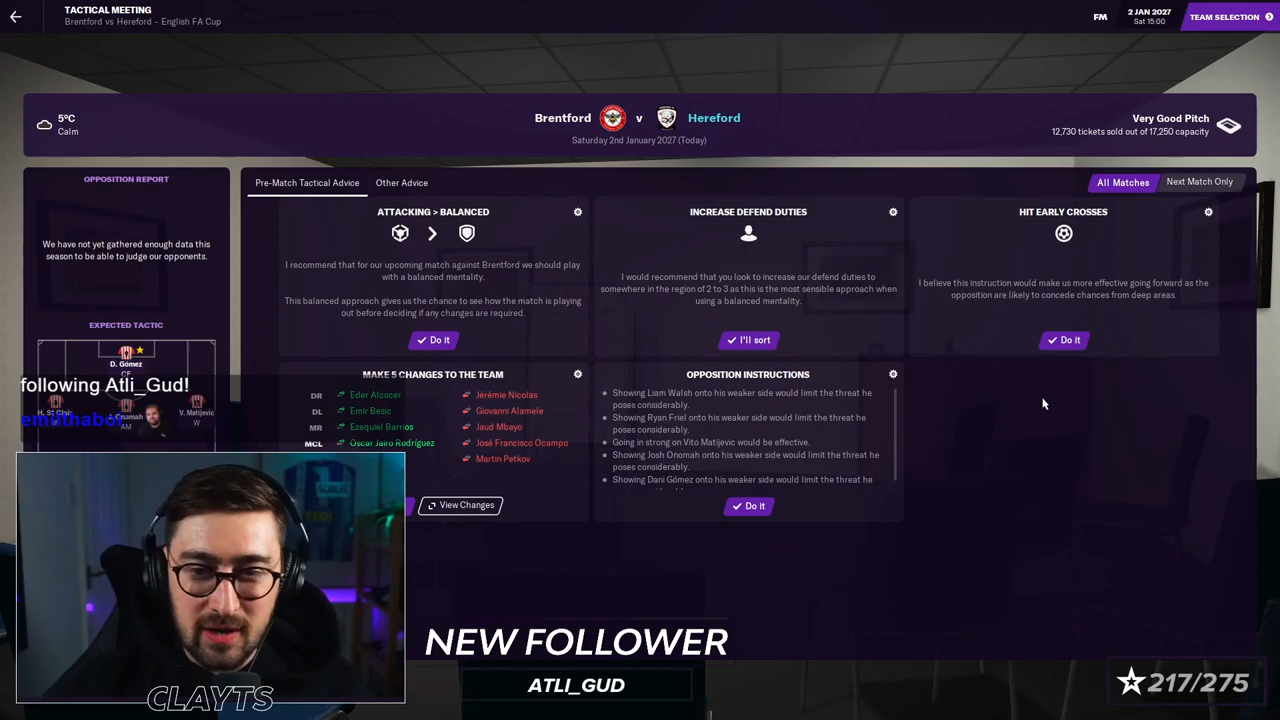 TACTICAL MEETING
Brentford vs Hereford - English FA Cup
FM
2 JAN 2027
Sat 15:00
TEAM SELECTION
5°C
Calm
Brentford v Hereford
Saturday 2nd January 2027 (Today)
Very Good Pitch
12,730 tickets sold out of 17,250 capacity
OPPOSITION REPORT
We have not yet gathered enough data this
season to be able to judge our opponents.
EXPECTED TACTIC
D. Gómez
CF
J. Onomah
AM
V. Matijevic
W
following Atli_Gud!
Pre-Match Tactical Advice
Other Advice
All Matches
Next Match Only
ATTACKING > BALANCED
I recommend that for our upcoming match against Brentford we should play
with a balanced mentality.
This balanced approach gives us the chance to see how the match is playing
out before deciding if any changes are required.
Do it
INCREASE DEFEND DUTIES
I would recommend that you look to increase our defend duties to
somewhere in the region of 2 to 3 as this is the most sensible approach when
using a balanced mentality.
I'll sort
HIT EARLY CROSSES
I believe this instruction would make us more effective going forward as the
opposition are likely to concede chances from deep areas.
Do it
MAKE 5 CHANGES TO THE TEAM
DR Eder Alcocer Jérémie Nicolas
DL Emir Besic Giovanni Alamele
MR Ezequiel Barrios Jaud Mbayo
MCL Óscar Jairo Rodríguez José Francisco Ocampo
Martin Petkov
View Changes
OPPOSITION INSTRUCTIONS
Showing Liam Walsh onto his weaker side would limit the threat he
poses considerably.
Showing Ryan Friel onto his weaker side would limit the threat he
poses considerably.
Going in strong on Vito Matijevic would be effective.
Showing Josh Onomah onto his weaker side would limit the threat he
poses considerably.
Showing Dani Gómez onto his weaker side would limit the threat he
Do it
NEW FOLLOWER
ATLI_GUD
CLAYTS
217/275